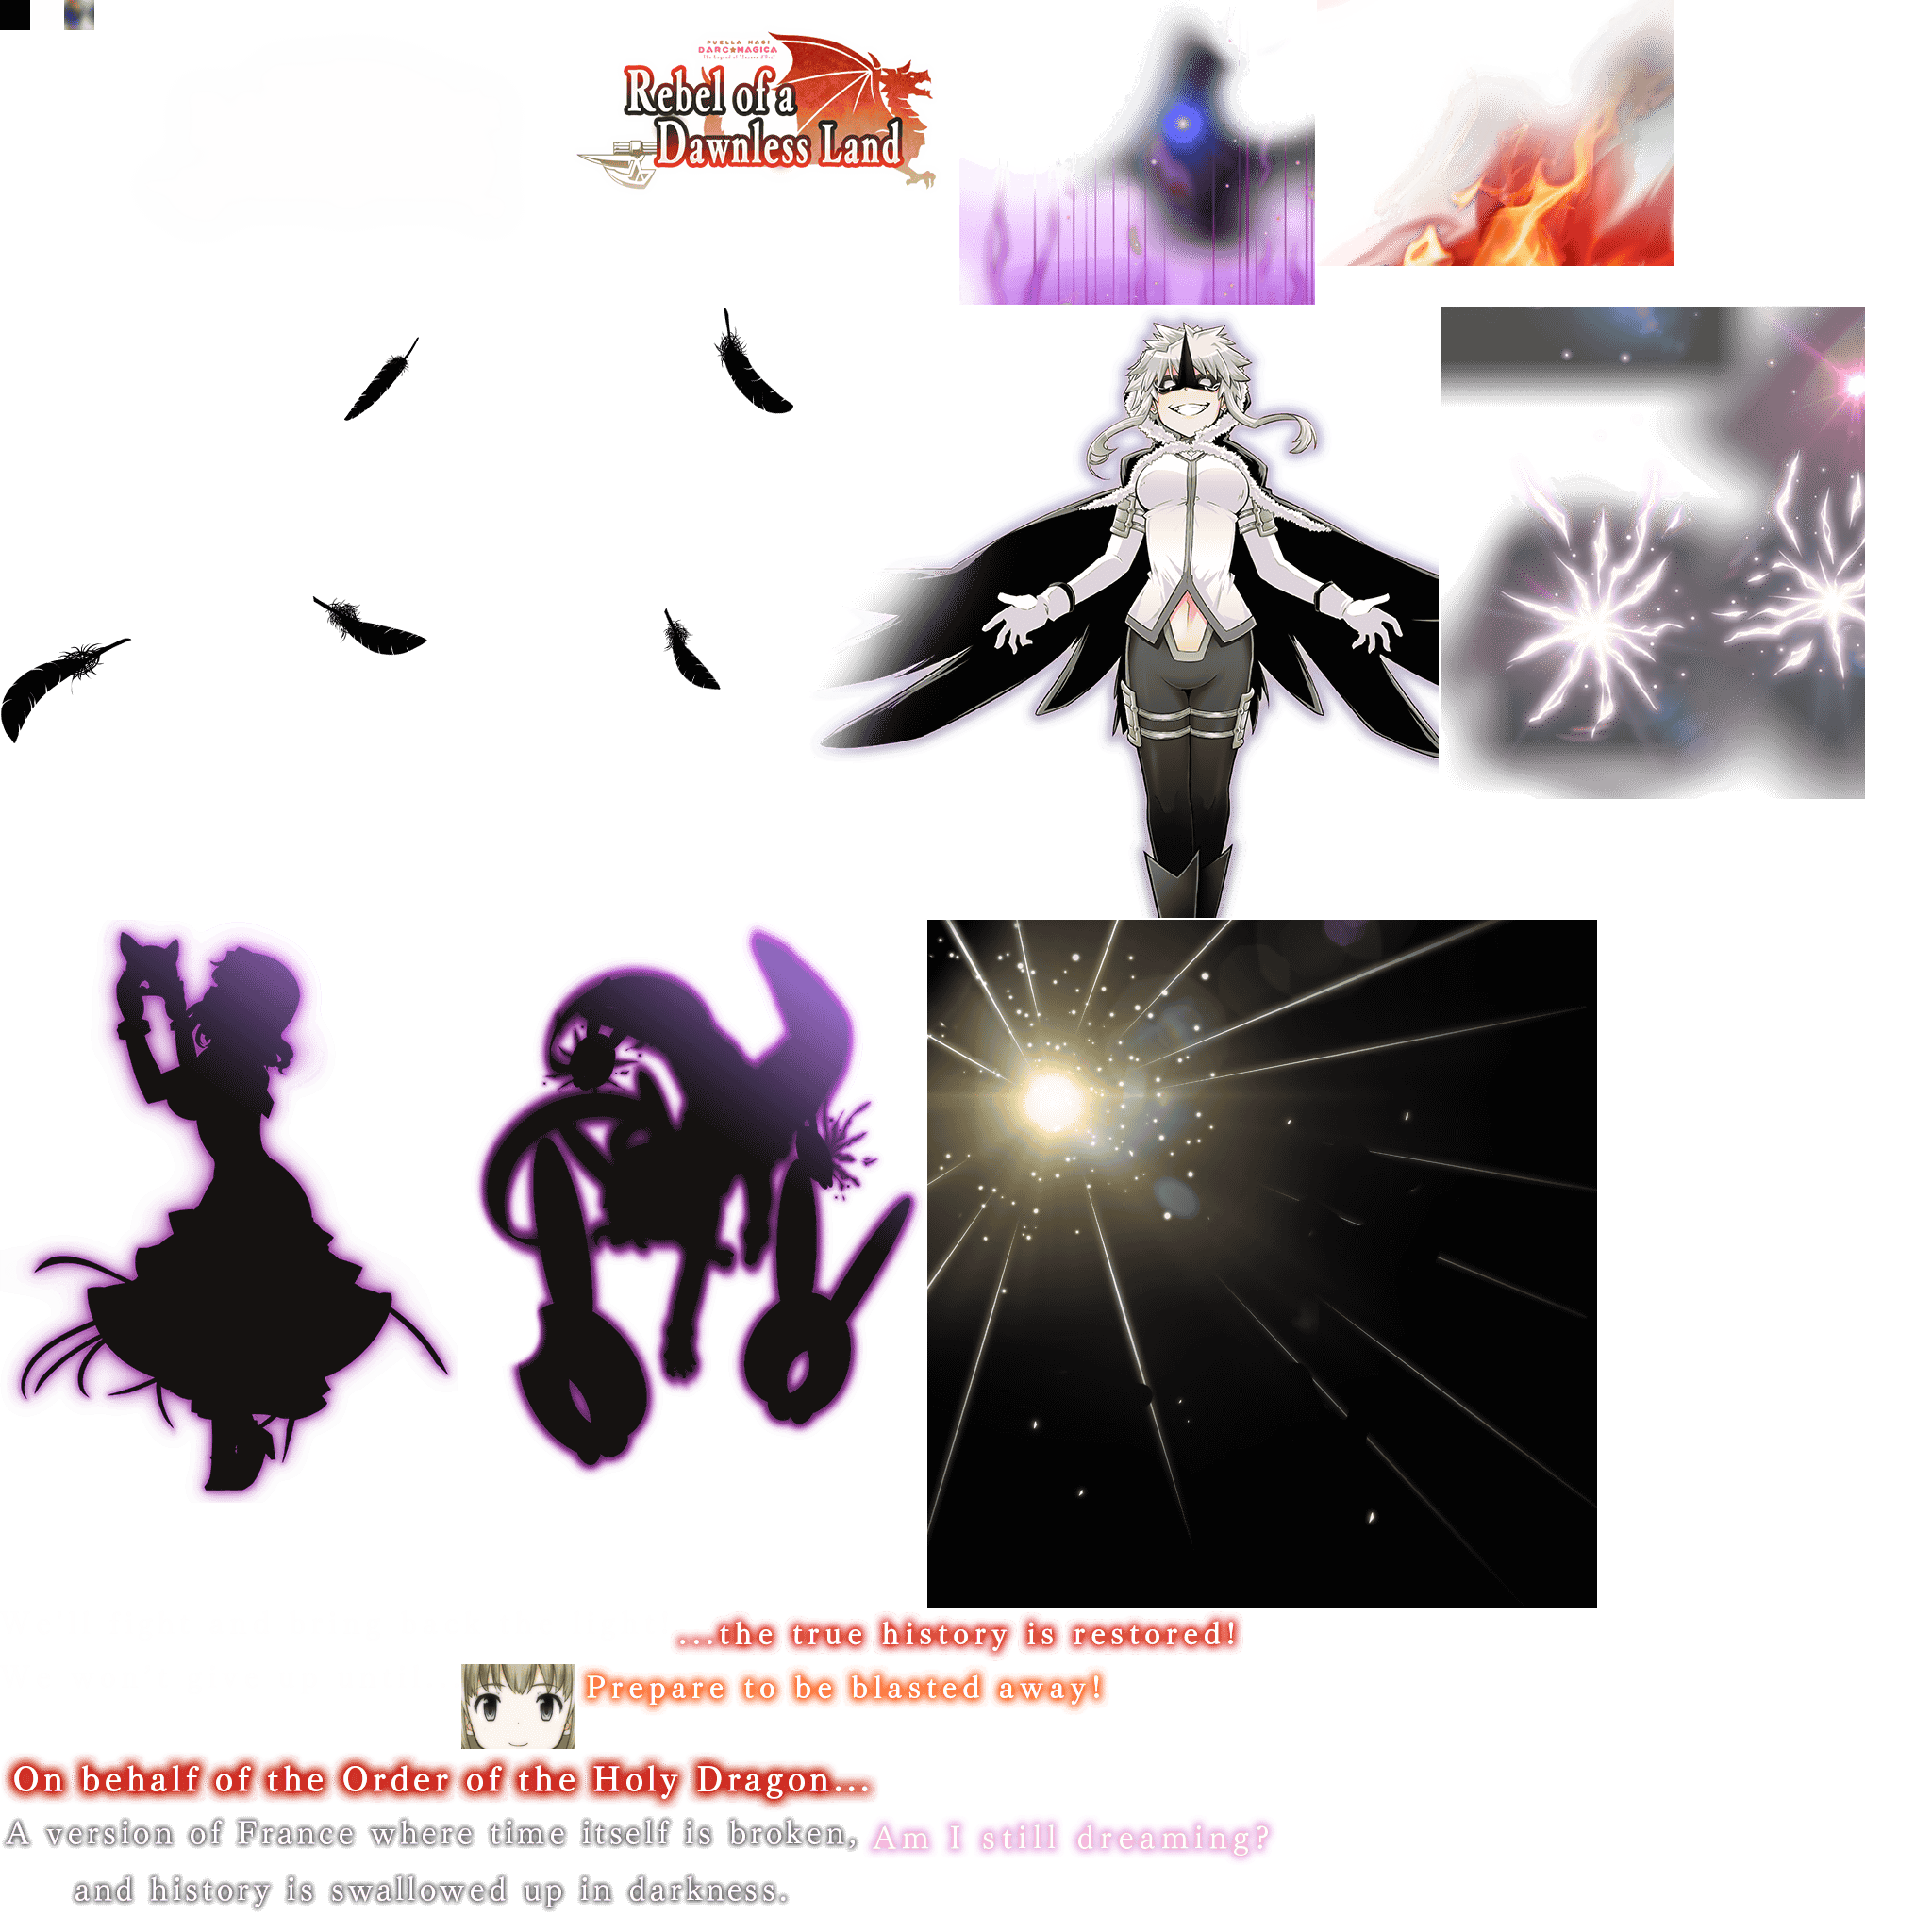 PUELLA MAGI
DARC★MAGICA
The Legend of "Jeanne d'Arc"
Rebel of a
Dawnless Land
...the true history is restored!
Prepare to be blasted away!
On behalf of the Order of the Holy Dragon...
A version of France where time itself is broken,
Am I still dreaming?
and history is swallowed up in darkness.